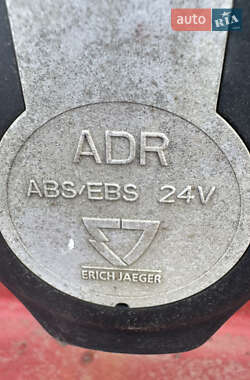 auto RIA
ADR
ABS/EBS 24V
ERICH JAEGER